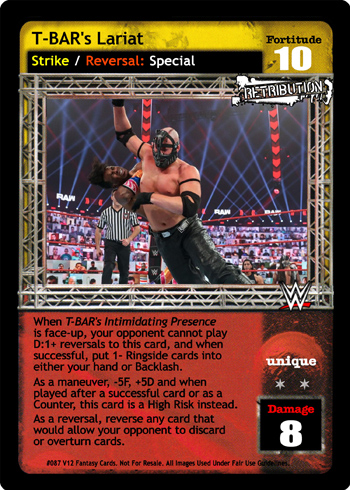 T-BAR's Lariat
Fortitude
10
Strike / Reversal: Special
RETRIBUTION
RAW
RAW
W
When T-BAR's Intimidating Presence
is face-up, your opponent cannot play
D:1+ reversals to this card, and when
successful, put 1- Ringside cards into
either your hand or Backlash.
unique
As a maneuver, -5F, +5D and when
played after a successful card or as a
Counter, this card is a High Risk instead.
As a reversal, reverse any card that
would allow your opponent to discard
or overturn cards.
Damage
8
#087 V12 Fantasy Cards. Not For Resale. All Images Used Under Fair Use Guidelines.